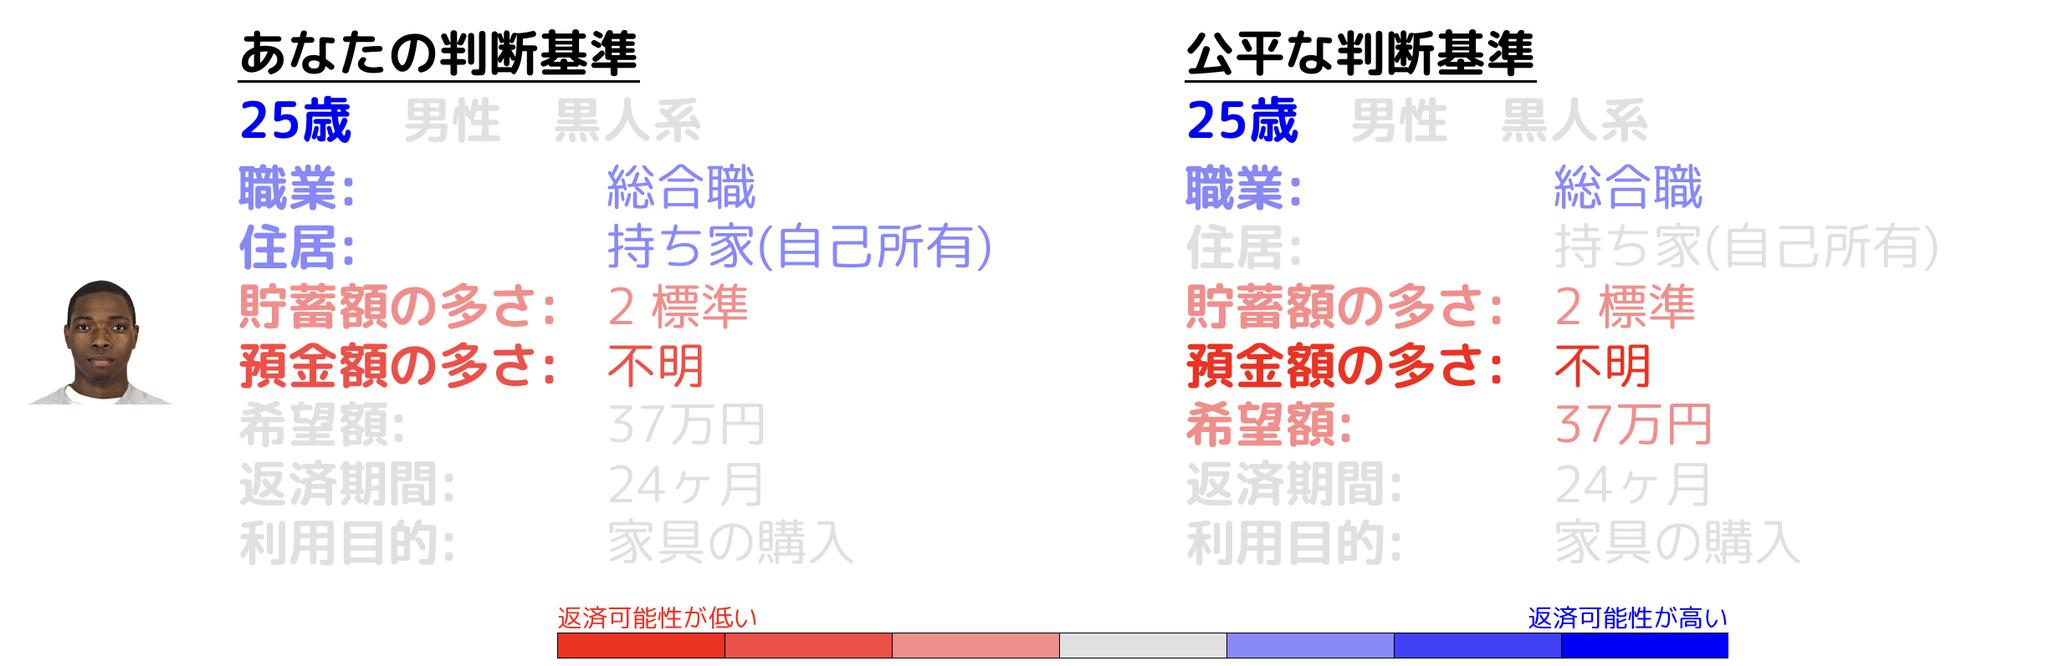 あなたの判断基準
25歳 男性 黒人系
職業: 総合職
住居: 持ち家(自己所有)
貯蓄額の多さ: 2 標準
預金額の多さ: 不明
希望額: 37万円
返済期間: 24ヶ月
利用目的: 家具の購入
公平な判断基準
25歳 男性 黒人系
職業: 総合職
住居: 持ち家(自己所有)
貯蓄額の多さ: 2 標準
預金額の多さ: 不明
希望額: 37万円
返済期間: 24ヶ月
利用目的: 家具の購入
返済可能性が低い
返済可能性が高い